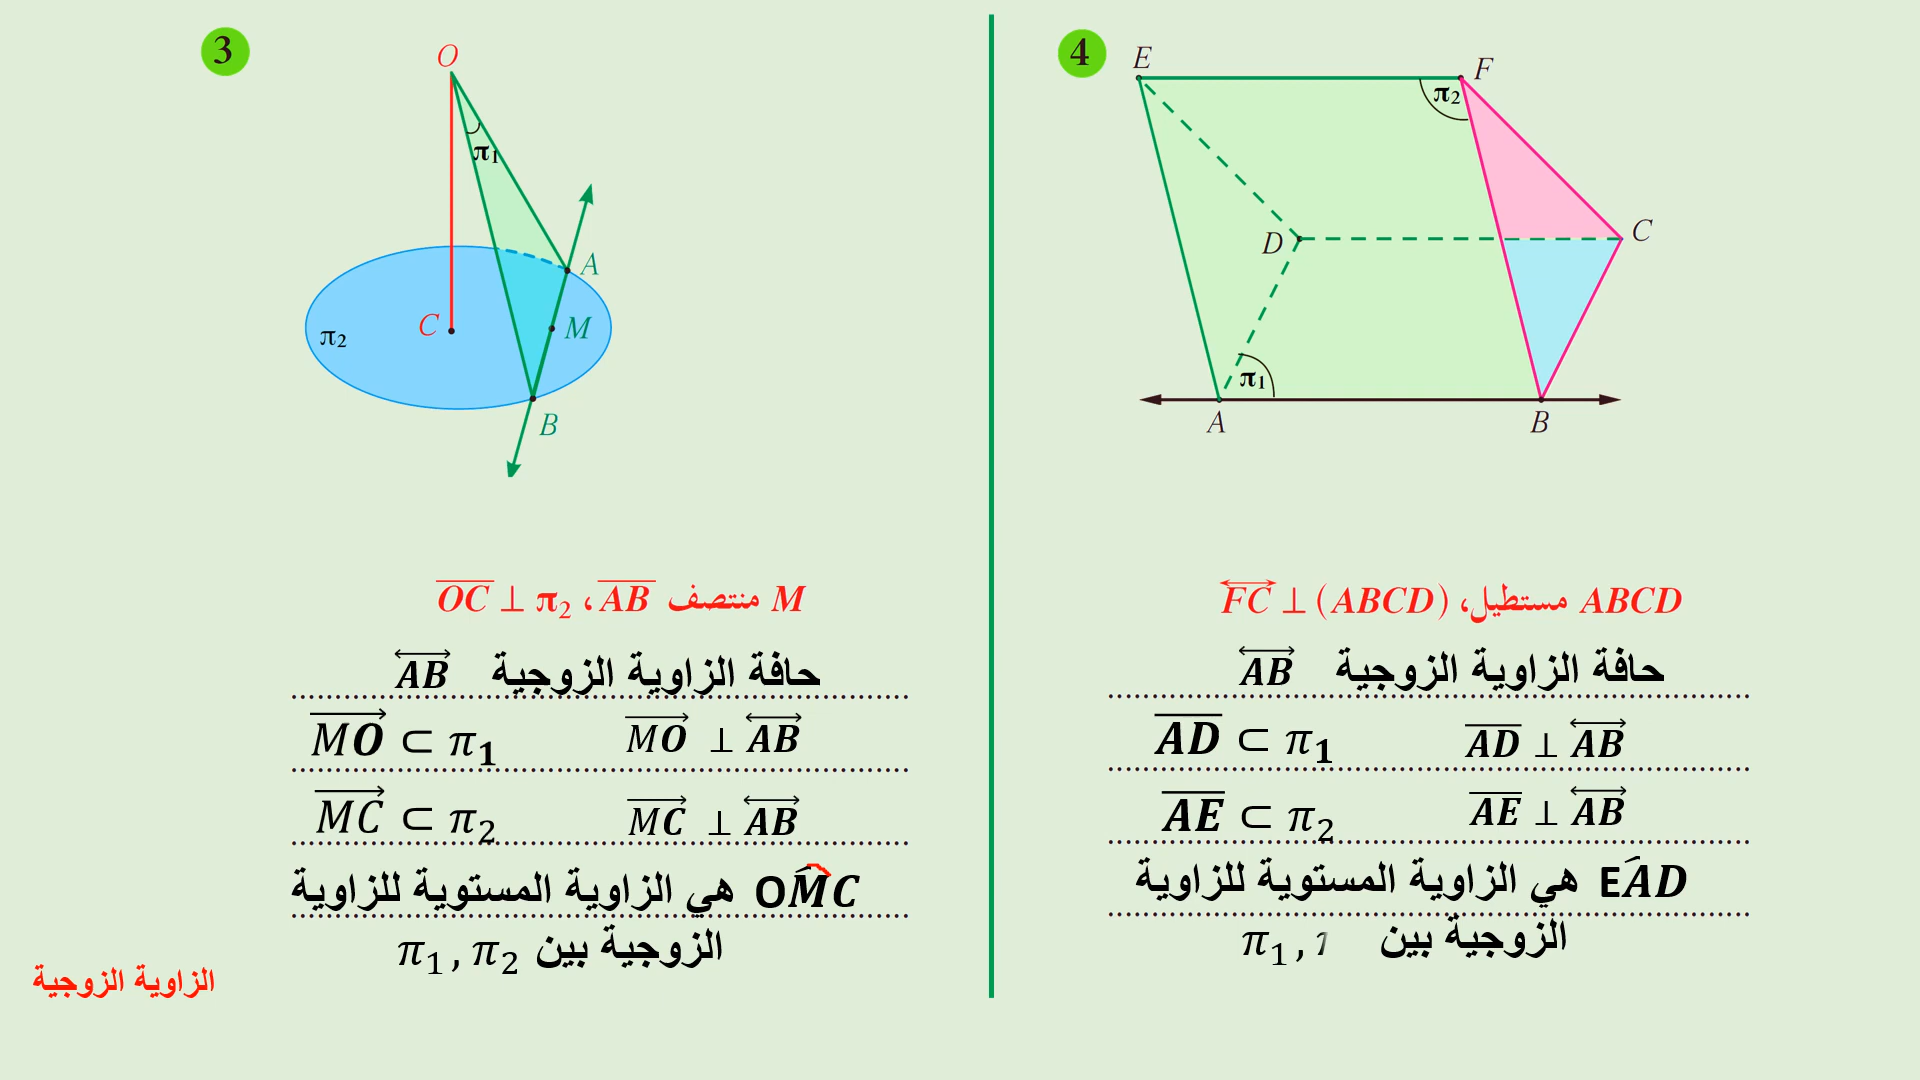 3
O
π1
A
C
M
π2
B
M منتصف AB، OC ⊥ π2
حافة الزاوية الزوجية AB
MO ⊂ π1 MO ⊥ AB
MC ⊂ π2 MC ⊥ AB
OMC هي الزاوية المستوية للزاوية
الزوجية بين π1 , π2
الزاوية الزوجية
4
E
F
π2
D
C
π1
A
B
ABCD مستطيل، FC ⊥ (ABCD)
حافة الزاوية الزوجية AB
AD ⊂ π1 AD ⊥ AB
AE ⊂ π2 AE ⊥ AB
EAD هي الزاوية المستوية للزاوية
الزوجية بين π1 ,